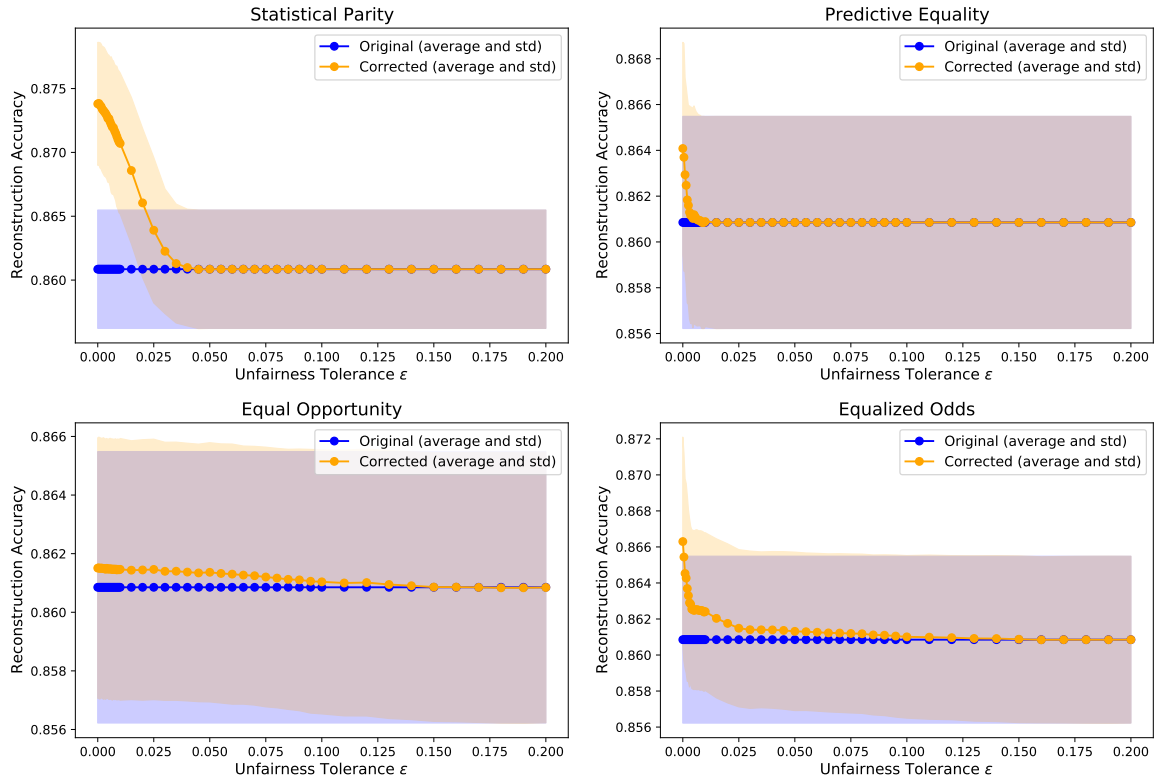 Statistical Parity
Reconstruction Accuracy
0.875
0.870
0.865
0.860
Original (average and std)
Corrected (average and std)
0.000 0.025 0.050 0.075 0.100 0.125 0.150 0.175 0.200
Unfairness Tolerance ε
Predictive Equality
Reconstruction Accuracy
0.868
0.866
0.864
0.862
0.860
0.858
0.856
Original (average and std)
Corrected (average and std)
0.000 0.025 0.050 0.075 0.100 0.125 0.150 0.175 0.200
Unfairness Tolerance ε
Equal Opportunity
Reconstruction Accuracy
0.866
0.864
0.862
0.860
0.858
0.856
Original (average and std)
Corrected (average and std)
0.000 0.025 0.050 0.075 0.100 0.125 0.150 0.175 0.200
Unfairness Tolerance ε
Equalized Odds
Reconstruction Accuracy
0.872
0.870
0.868
0.866
0.864
0.862
0.860
0.858
0.856
Original (average and std)
Corrected (average and std)
0.000 0.025 0.050 0.075 0.100 0.125 0.150 0.175 0.200
Unfairness Tolerance ε